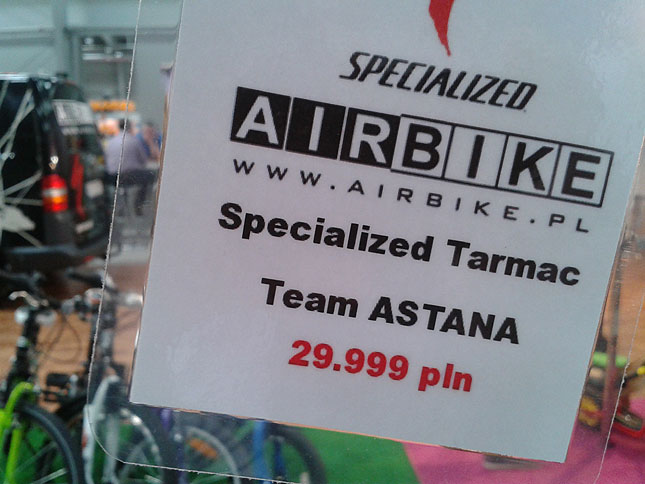 SPECIALIZED
AIRBIKE
WWW.AIRBIKE.PL
Specialized Tarmac
Team ASTANA
29.999 pln